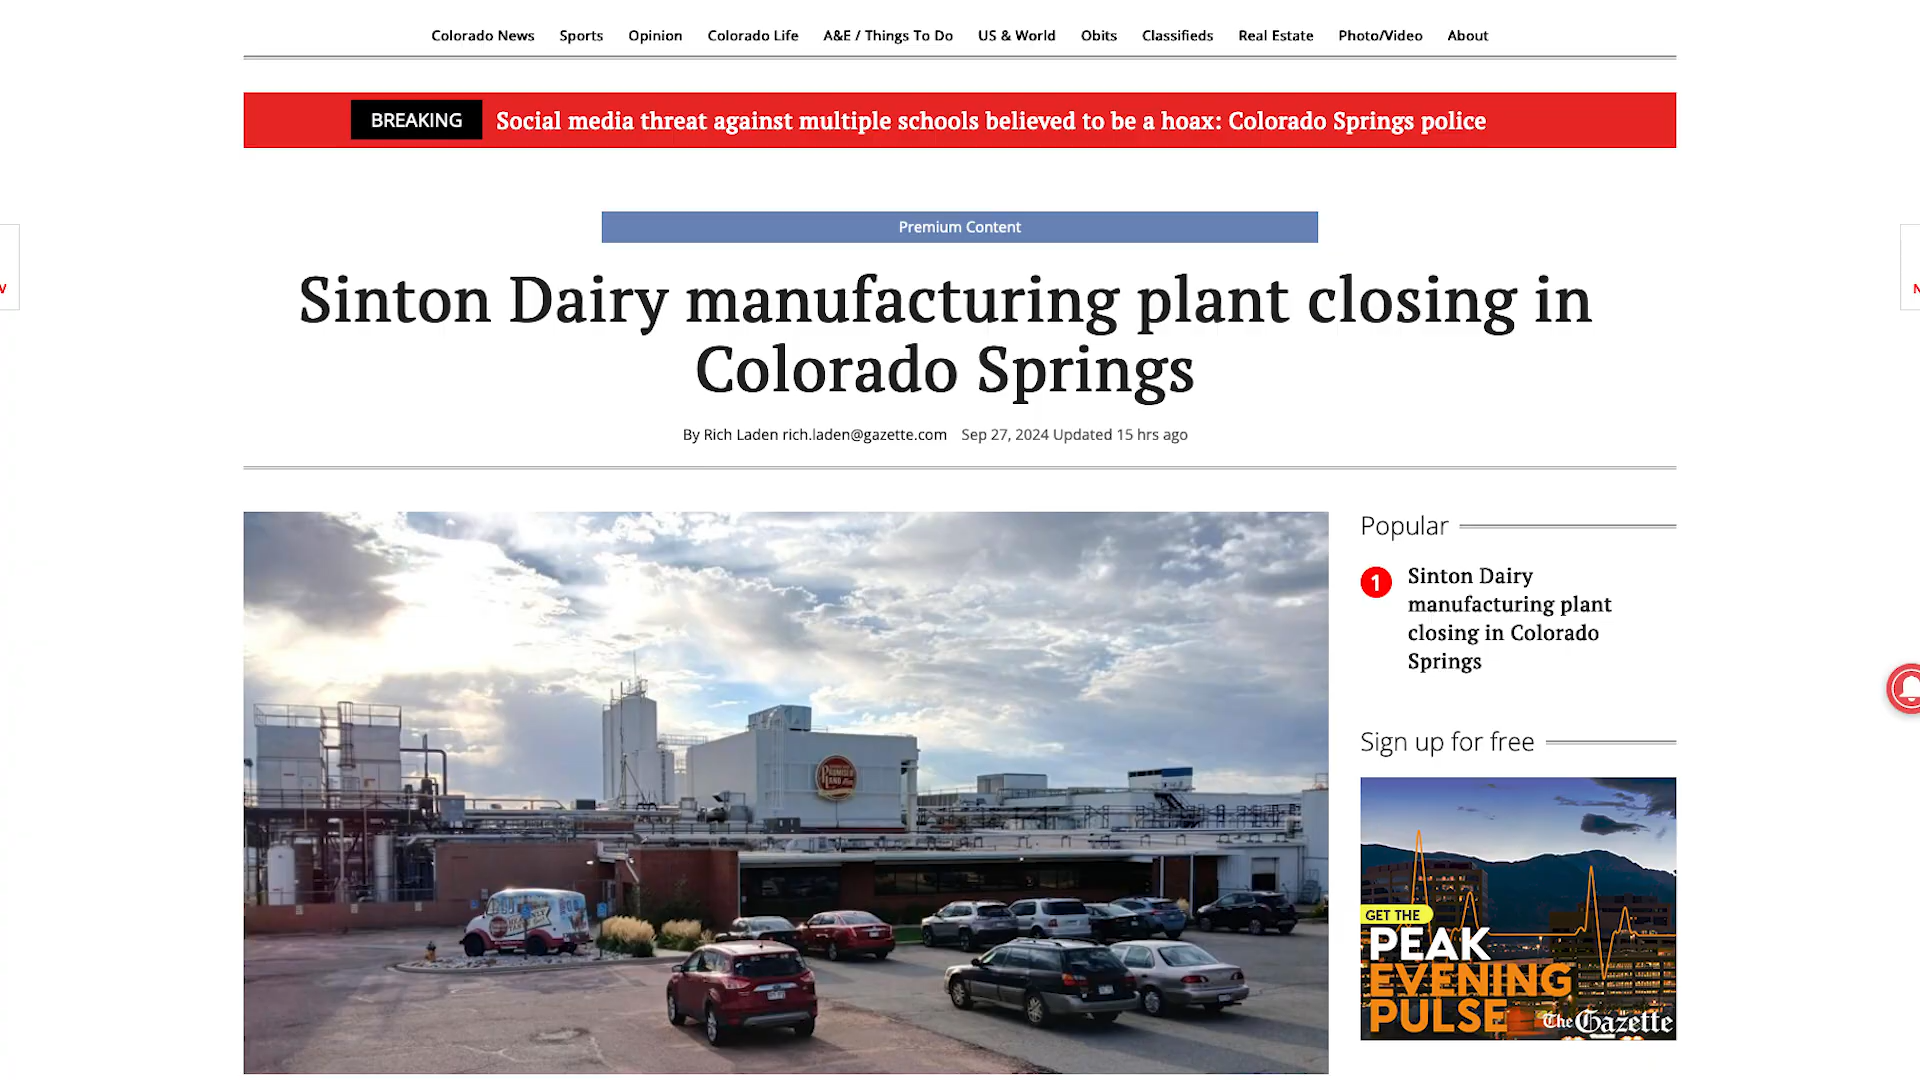 Colorado News Sports Opinion Colorado Life A&E / Things To Do US & World Obits Classifieds Real Estate Photo/Video About
BREAKING Social media threat against multiple schools believed to be a hoax: Colorado Springs police
Premium Content
Sinton Dairy manufacturing plant closing in
Colorado Springs
By Rich Laden rich.laden@gazette.com Sep 27, 2024 Updated 15 hrs ago
Popular
1 Sinton Dairy
manufacturing plant
closing in Colorado
Springs
Sign up for free
PROMISED
LAND
GET THE
PEAK
EVENING
PULSE
The Gazette